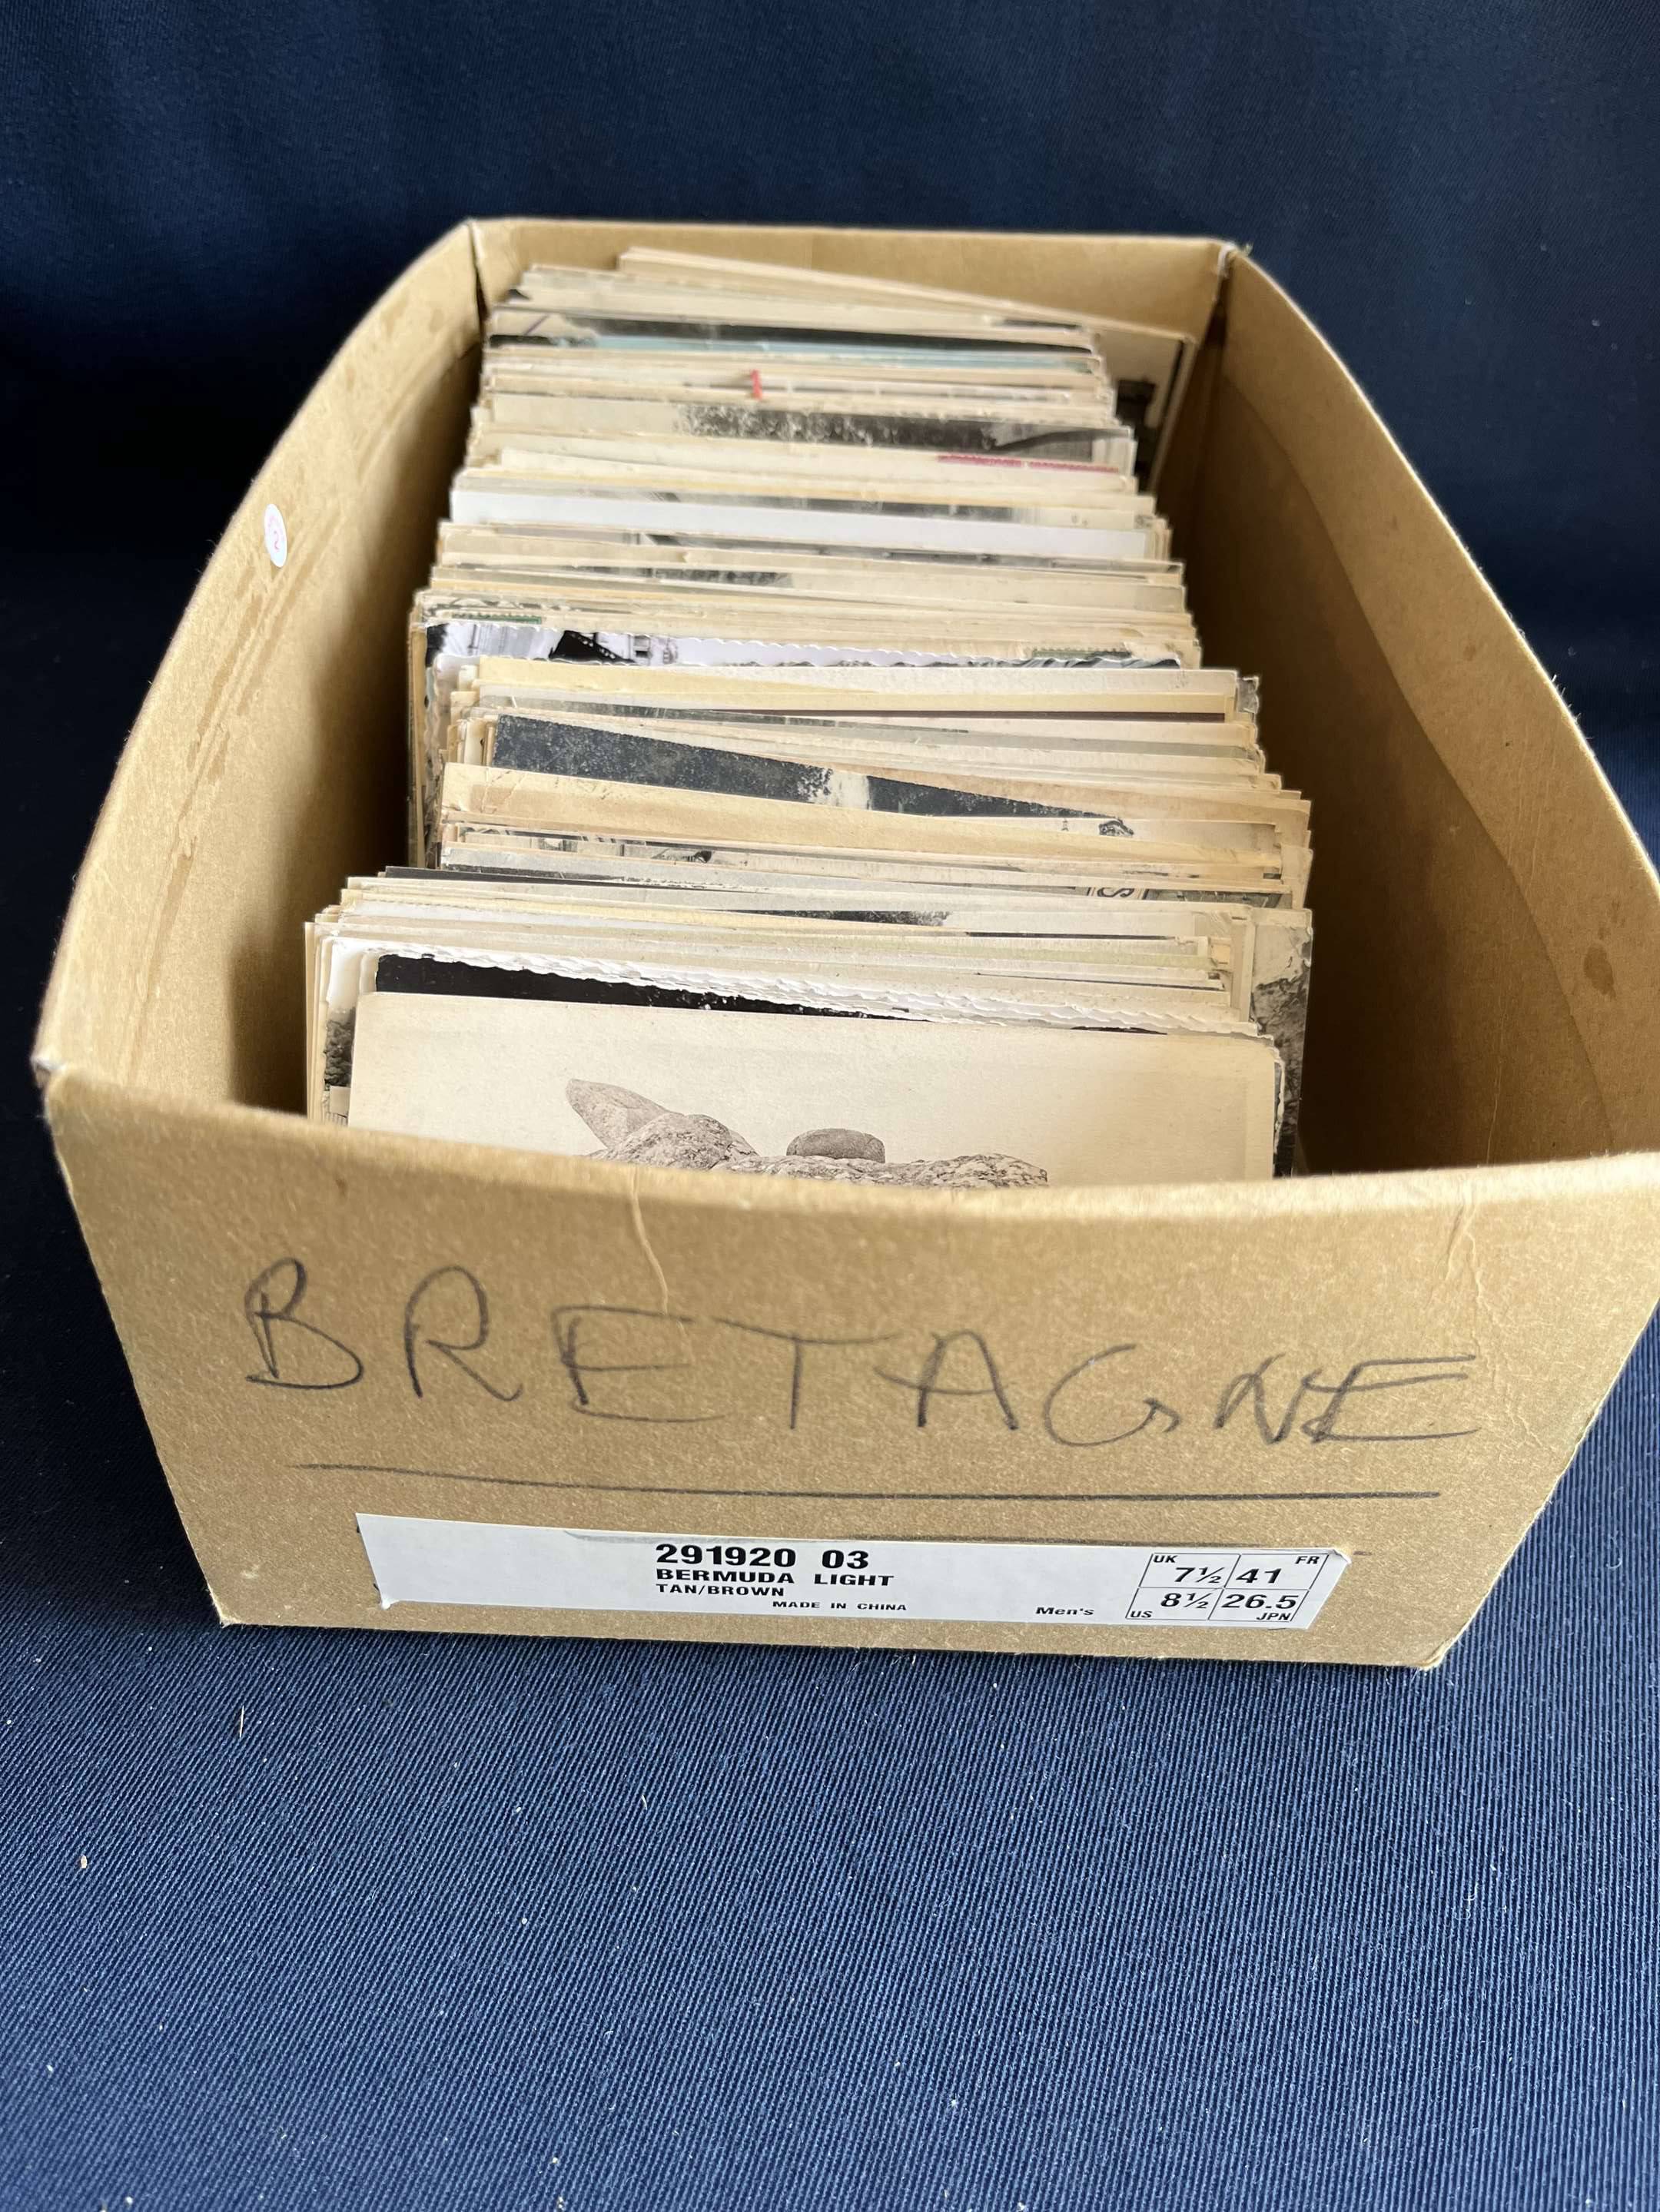 BRETAGNE
291920 03
BERMUDA LIGHT
TAN/BROWN
MADE IN CHINA
Men's
UK 7½ 41 FR
US 8½ 26.5 JPN